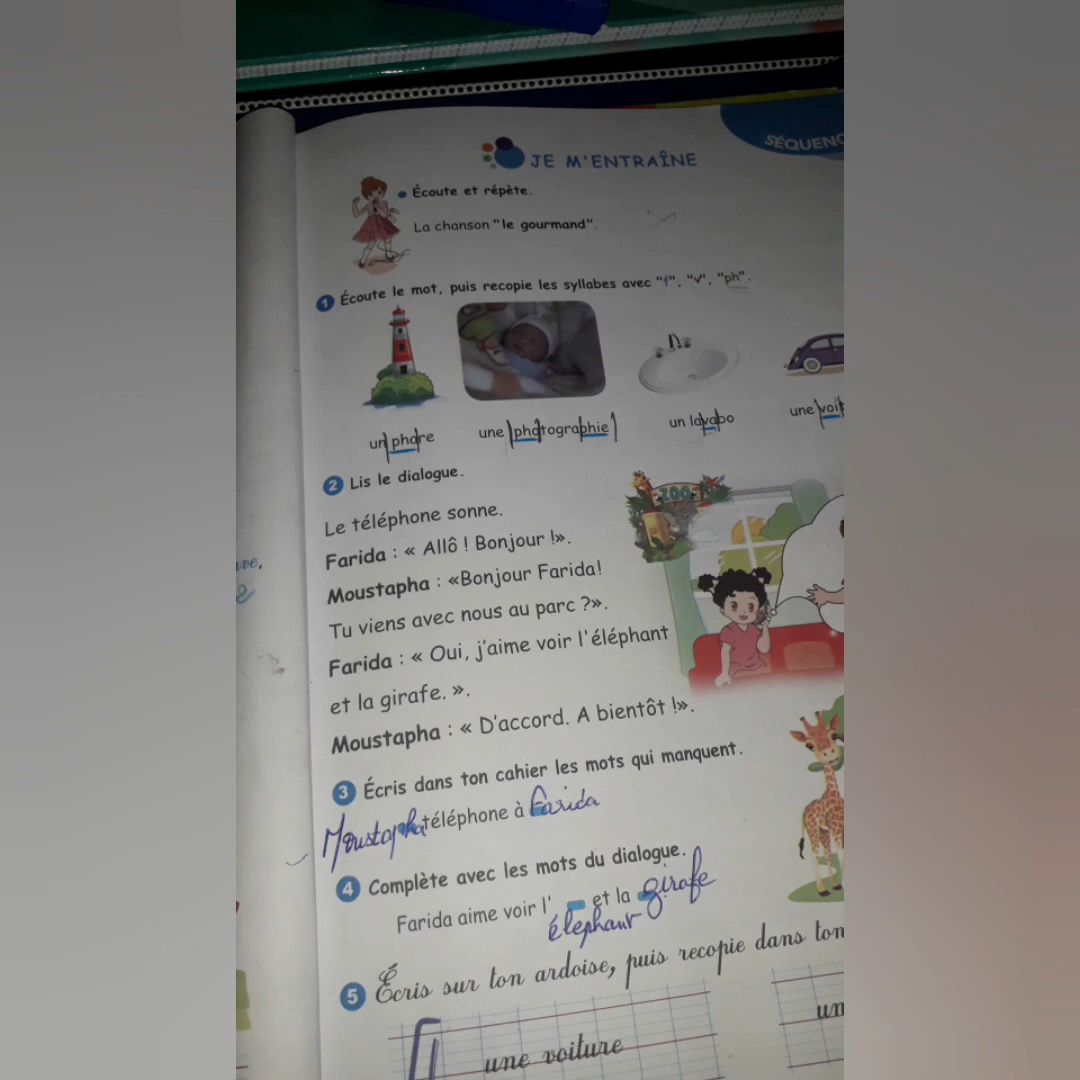 SÉQUENC
JE M'ENTRAÎNE
Écoute et répète.
La chanson "le gourmand".
1 Écoute le mot, puis recopie les syllabes avec "f", "v", "ph".
un phare
une photographie
un lavabo
une voit
2 Lis le dialogue.
ZOO
Le téléphone sonne.
Farida : « Allô ! Bonjour !».
Moustapha : «Bonjour Farida!
Tu viens avec nous au parc ?».
Farida : « Oui, j'aime voir l'éléphant
et la girafe. ».
Moustapha : « D'accord. A bientôt !».
3 Écris dans ton cahier les mots qui manquent.
Moustapha téléphone à Farida
4 Complète avec les mots du dialogue.
Farida aime voir l' éléphant et la girafe
5 Écris sur ton ardoise, puis recopie dans ton
une voiture
un